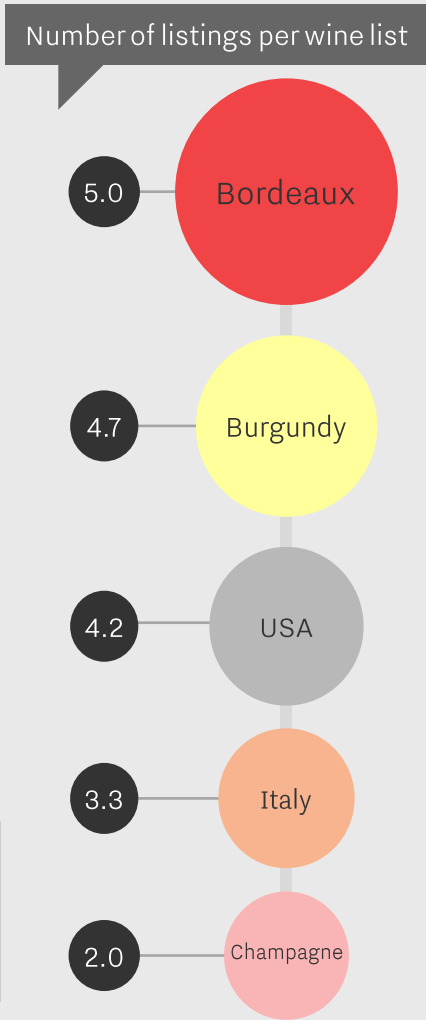 Number of listings per wine list
5.0
Bordeaux
4.7
Burgundy
4.2
USA
3.3
Italy
2.0
Champagne